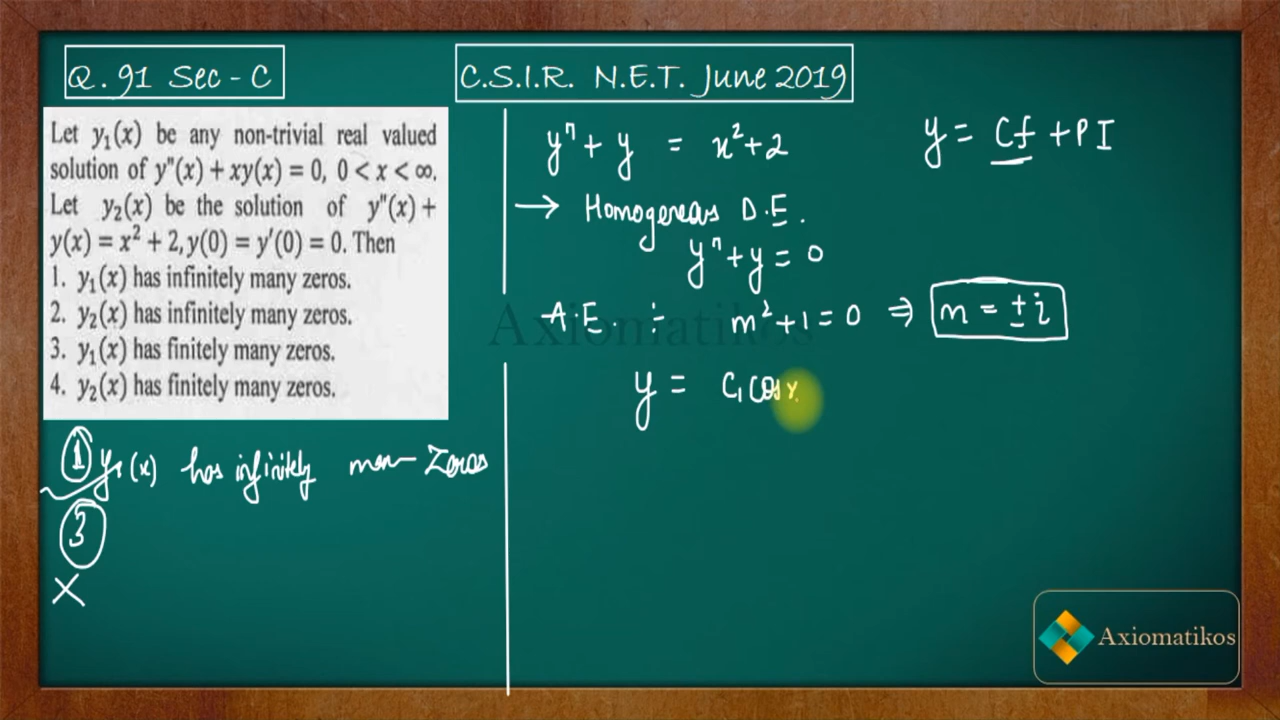 Q. 91 Sec - C
C.S.I.R. N.E.T. June 2019
Let y₁(x) be any non-trivial real valued
solution of y"(x) + xy(x) = 0, 0 < x < ∞.
Let y₂(x) be the solution of y"(x) +
y(x) = x² + 2, y(0) = y′(0) = 0. Then
1. y₁(x) has infinitely many zeros.
2. y₂(x) has infinitely many zeros.
3. y₁(x) has finitely many zeros.
4. y₂(x) has finitely many zeros.
① y₁(x) has infinitely Zeros
③
×
y" + y = x² + 2
y = Cf + PI
→ Homogeneous D.E.
y" + y = 0
A.E. :- m² + 1 = 0 ⇒ m = ± i
y = C₁ cos x
Axiomatikos
Axiomatikos